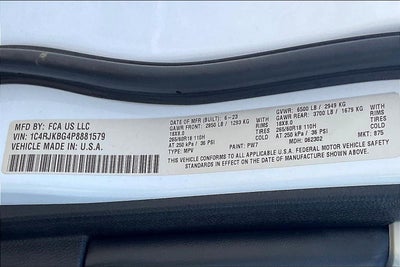 MFD BY: FCA US LLC
VIN: 1C4RJKBG4P8881579
VEHICLE MADE IN: U.S.A.
DATE OF MFR (BUILT): 6-23
GAWR FRONT: 2850 LB / 1293 KG WITH
18X8.0 RIMS
265/60R18 110H TIRES
AT 250 kPa / 36 PSI
TYPE: MPV
GVWR: 6500 LB / 2949 KG
GAWR REAR: 3700 LB / 1679 KG WITH
18X8.0 RIMS
265/60R18 110H TIRES
AT 250 kPa / 36 PSI
PAINT: PW7 MDH: 062302 MKT: 875
THIS VEHICLE CONFORMS TO ALL APPLICABLE U.S.A. FEDERAL MOTOR VEHICLE SAFETY
STANDARDS IN EFFECT ON THE DATE OF MANUFACTURE SHOWN ABOVE.